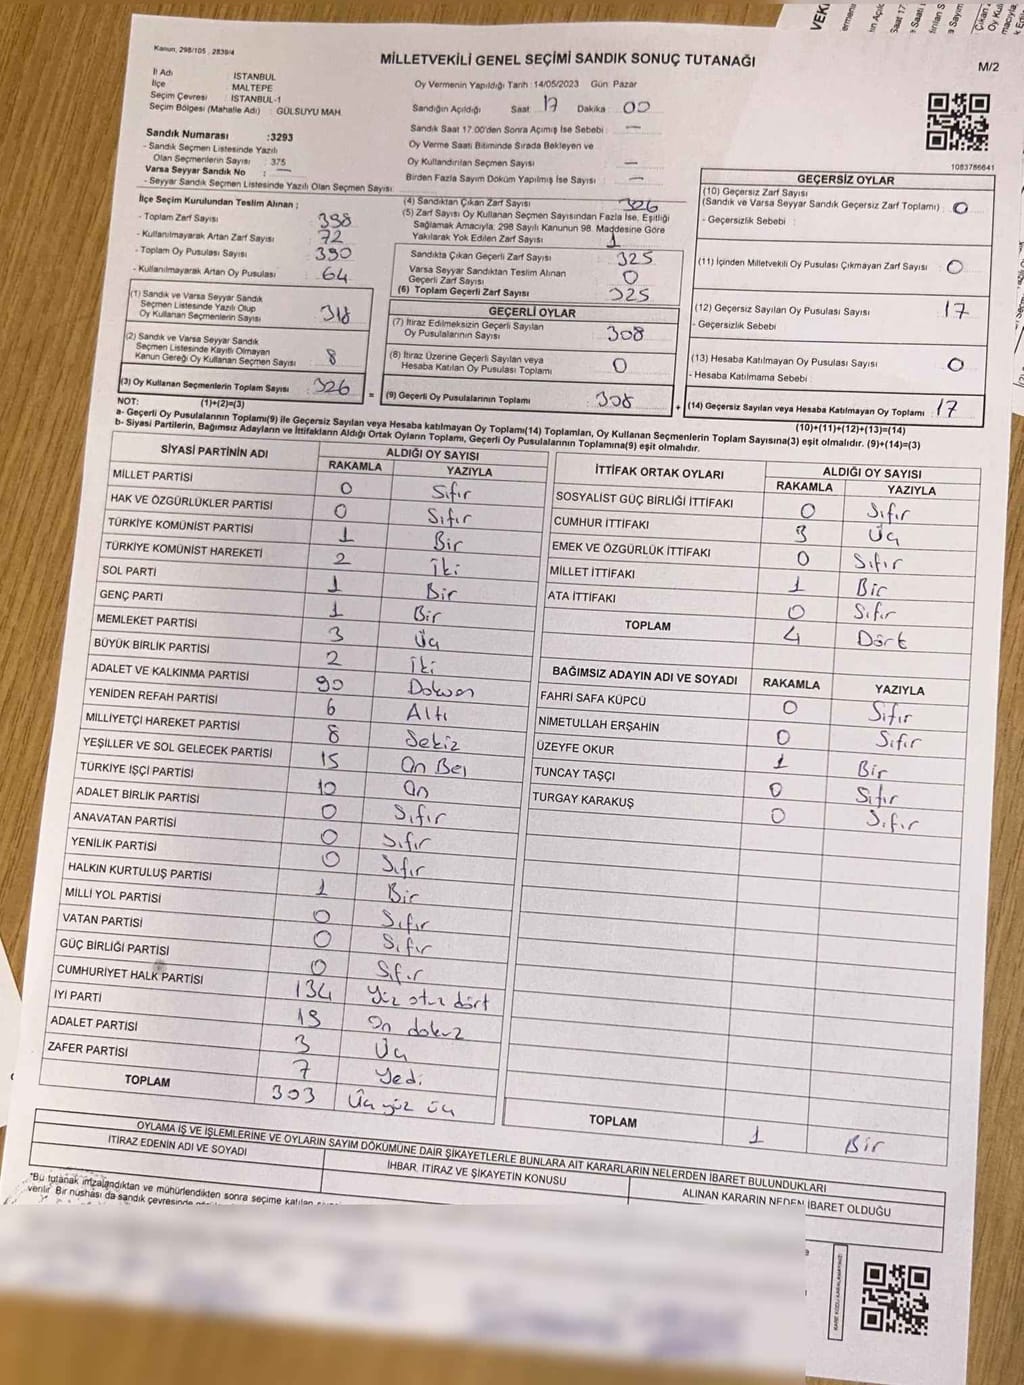 Kanun, 298/105 , 2839/4
MİLLETVEKİLİ GENEL SEÇİMİ SANDIK SONUÇ TUTANAĞI
M/2
İl Adı : İSTANBUL
İlçe : MALTEPE
Seçim Çevresi : İSTANBUL-1
Seçim Bölgesi (Mahalle Adı) : GÜLSUYU MAH.
Oy Vermenin Yapıldığı Tarih : 14/05/2023 Gün: Pazar
Sandığın Açıldığı Saat : 17 Dakika : 00
Sandık Saat 17:00'den Sonra Açılmış İse Sebebi : —
Oy Verme Saati Bitiminde Sırada Bekleyen ve
Oy Kullandırılan Seçmen Sayısı : —
Birden Fazla Sayım Döküm Yapılmış İse Sayısı : —
Sandık Numarası :3293
- Sandık Seçmen Listesinde Yazılı
Olan Seçmenlerin Sayısı : 375
Varsa Seyyar Sandık No : —
- Seyyar Sandık Seçmen Listesinde Yazılı Olan Seçmen Sayısı :
1083786641
İlçe Seçim Kurulundan Teslim Alınan ;
- Toplam Zarf Sayısı : 398
- Kullanılmayarak Artan Zarf Sayısı : 72
- Toplam Oy Pusulası Sayısı : 390
- Kullanılmayarak Artan Oy Pusulası : 64
(1) Sandık ve Varsa Seyyar Sandık
Seçmen Listesinde Yazılı Olup
Oy Kullanan Seçmenlerin Sayısı : 318
(2) Sandık ve Varsa Seyyar Sandık
Seçmen Listesinde Kayıtlı Olmayan
Kanun Gereği Oy Kullanan Seçmen Sayısı : 8
(3) Oy Kullanan Seçmenlerin Toplam Sayısı : 326
(1)+(2)=(3)
(4) Sandıktan Çıkan Zarf Sayısı : 326
(5) Zarf Sayısı Oy Kullanan Seçmen Sayısından Fazla İse, Eşitliği
Sağlamak Amacıyla, 298 Sayılı Kanunun 98. Maddesine Göre
Yakılarak Yok Edilen Zarf Sayısı : 1
Sandıkta Çıkan Geçerli Zarf Sayısı : 325
Varsa Seyyar Sandıktan Teslim Alınan
Geçerli Zarf Sayısı : 0
(6) Toplam Geçerli Zarf Sayısı : 325
GEÇERLİ OYLAR
(7) İtiraz Edilmeksizin Geçerli Sayılan
Oy Pusulalarının Sayısı : 308
(8) İtiraz Üzerine Geçerli Sayılan veya
Hesaba Katılan Oy Pusulası Toplamı : 0
= (9) Geçerli Oy Pusulalarının Toplamı : 308
GEÇERSİZ OYLAR
(10) Geçersiz Zarf Sayısı
(Sandık ve Varsa Seyyar Sandık Geçersiz Zarf Toplamı) : 0
- Geçersizlik Sebebi :
(11) İçinden Milletvekili Oy Pusulası Çıkmayan Zarf Sayısı : 0
(12) Geçersiz Sayılan Oy Pusulası Sayısı : 17
- Geçersizlik Sebebi :
(13) Hesaba Katılmayan Oy Pusulası Sayısı : 0
- Hesaba Katılmama Sebebi :
+ (14) Geçersiz Sayılan veya Hesaba Katılmayan Oy Toplamı : 17
(10)+(11)+(12)+(13)=(14)
NOT:
a- Geçerli Oy Pusulalarının Toplamı(9) ile Geçersiz Sayılan veya Hesaba katılmayan Oy Toplamı(14) Toplamları, Oy Kullanan Seçmenlerin Toplam Sayısına(3) eşit olmalıdır. (9)+(14)=(3)
b- Siyasi Partilerin, Bağımsız Adayların ve İttifakların Aldığı Ortak Oyların Toplamı, Geçerli Oy Pusulalarının Toplamına(9) eşit olmalıdır.
SİYASİ PARTİNİN ADI ALDIĞI OY SAYISI
RAKAMLA YAZIYLA
MİLLET PARTİSİ 0 Sıfır
HAK VE ÖZGÜRLÜKLER PARTİSİ 0 Sıfır
TÜRKİYE KOMÜNİST PARTİSİ 1 Bir
TÜRKİYE KOMÜNİST HAREKETİ 2 İki
SOL PARTİ 1 Bir
GENÇ PARTİ 1 Bir
MEMLEKET PARTİSİ 3 Üç
BÜYÜK BİRLİK PARTİSİ 2 İki
ADALET VE KALKINMA PARTİSİ 90 Doksan
YENİDEN REFAH PARTİSİ 6 Altı
MİLLİYETÇİ HAREKET PARTİSİ 8 Sekiz
YEŞİLLER VE SOL GELECEK PARTİSİ 15 On Beş
TÜRKİYE İŞÇİ PARTİSİ 10 On
ADALET BİRLİK PARTİSİ 0 Sıfır
ANAVATAN PARTİSİ 0 Sıfır
YENİLİK PARTİSİ 0 Sıfır
HALKIN KURTULUŞ PARTİSİ 1 Bir
MİLLİ YOL PARTİSİ 0 Sıfır
VATAN PARTİSİ 0 Sıfır
GÜÇ BİRLİĞİ PARTİSİ 0 Sıfır
CUMHURİYET HALK PARTİSİ 134 Yüz otuz dört
İYİ PARTİ 19 On dokuz
ADALET PARTİSİ 3 Üç
ZAFER PARTİSİ 7 Yedi
TOPLAM 303 Üç yüz üç
İTTİFAK ORTAK OYLARI ALDIĞI OY SAYISI
RAKAMLA YAZIYLA
SOSYALİST GÜÇ BİRLİĞİ İTTİFAKI 0 Sıfır
CUMHUR İTTİFAKI 3 Üç
EMEK VE ÖZGÜRLÜK İTTİFAKI 0 Sıfır
MİLLET İTTİFAKI 1 Bir
ATA İTTİFAKI 0 Sıfır
TOPLAM 4 Dört
BAĞIMSIZ ADAYIN ADI VE SOYADI RAKAMLA YAZIYLA
FAHRİ SAFA KÜPCÜ 0 Sıfır
NİMETULLAH ERŞAHİN 0 Sıfır
ÜZEYFE OKUR 1 Bir
TUNCAY TAŞÇI 0 Sıfır
TURGAY KARAKUŞ 0 Sıfır
TOPLAM 1 Bir
OYLAMA İŞ VE İŞLEMLERİNE VE OYLARIN SAYIM DÖKÜMÜNE DAİR ŞİKAYETLERLE BUNLARA AİT KARARLARIN NELERDEN İBARET BULUNDUKLARI
İTİRAZ EDENİN ADI VE SOYADI
İHBAR, İTİRAZ VE ŞİKAYETİN KONUSU
ALINAN KARARIN NEDEN İBARET OLDUĞU
"Bu tutanak imzalandıktan ve mühürlendikten sonra seçime katılan
verilir. Bir nüshası da sandık çevresinde